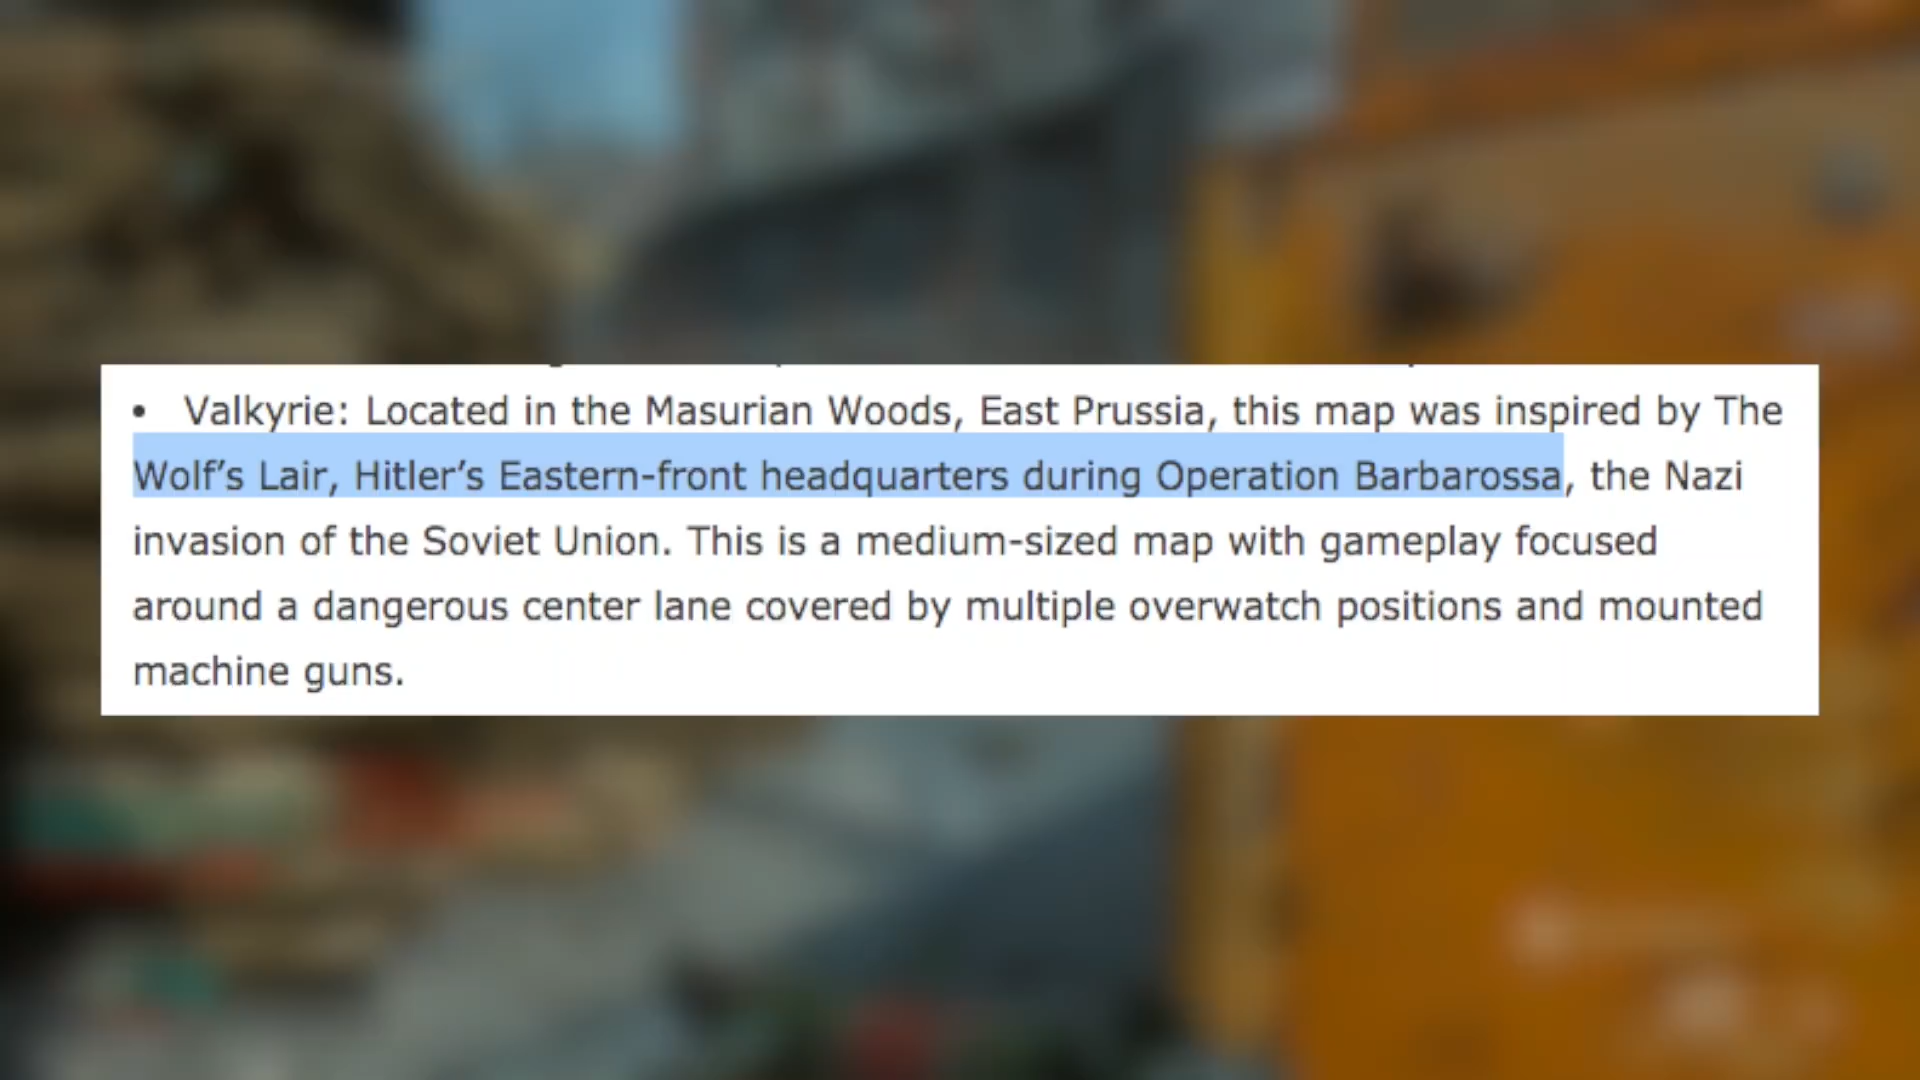 • Valkyrie: Located in the Masurian Woods, East Prussia, this map was inspired by The
Wolf’s Lair, Hitler’s Eastern-front headquarters during Operation Barbarossa, the Nazi
invasion of the Soviet Union. This is a medium-sized map with gameplay focused
around a dangerous center lane covered by multiple overwatch positions and mounted
machine guns.